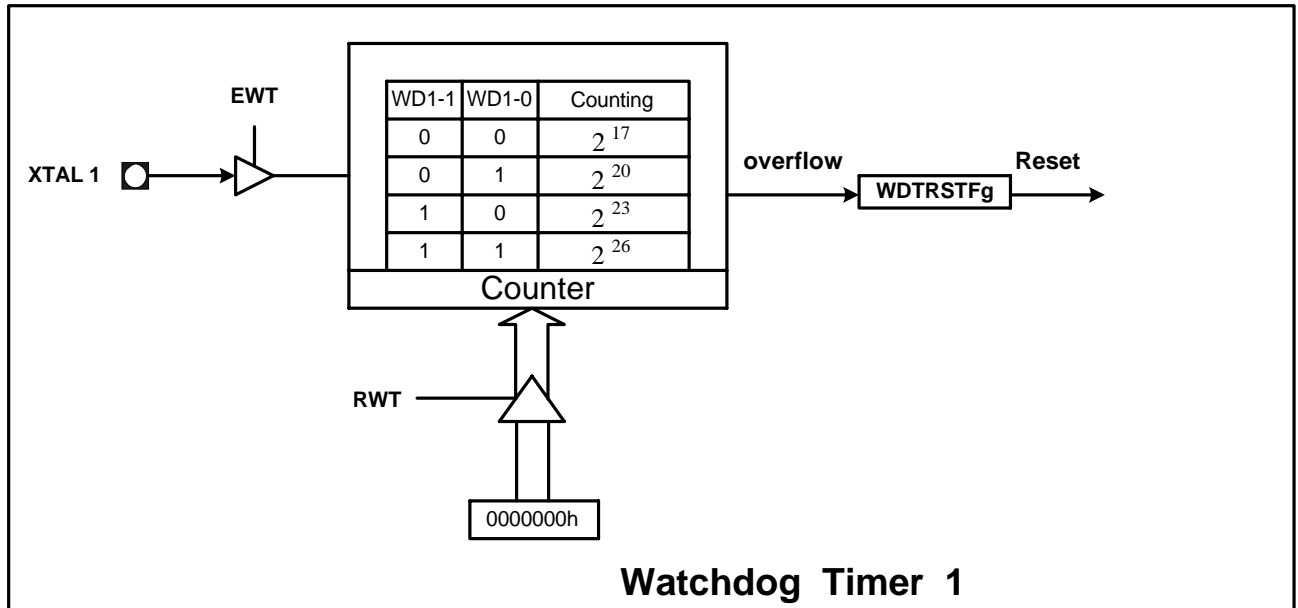 EWT
XTAL 1
WD1-1 WD1-0 Counting
0 0 2^17
0 1 2^20
1 0 2^23
1 1 2^26
Counter
overflow
WDTRSTFg
Reset
RWT
0000000h
Watchdog Timer 1